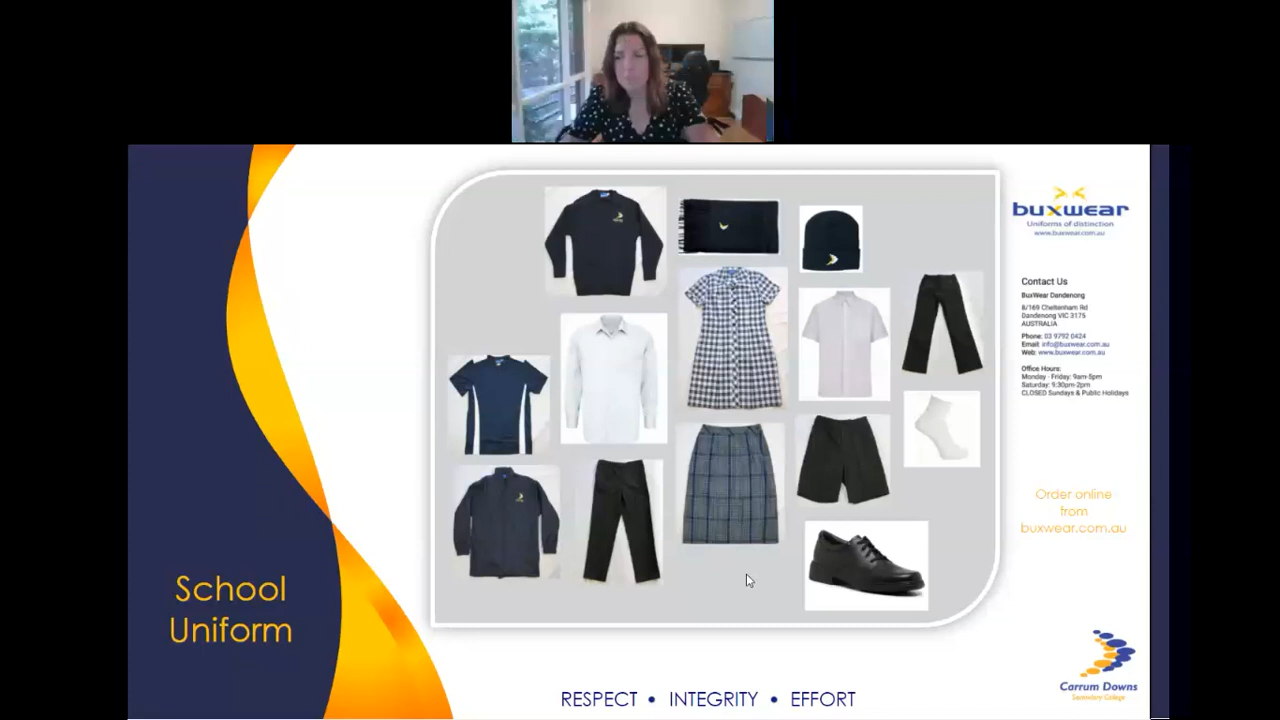 buxwear
Uniforms of distinction
www.buxwear.com.au
Contact Us
BuxWear Dandenong
8/169 Cheltenham Rd
Dandenong VIC 3175
AUSTRALIA
Phone: 03 9792 0424
Email: info@buxwear.com.au
Web: www.buxwear.com.au
Office Hours:
Monday - Friday: 9am-5pm
Saturday: 9:30pm-2pm
CLOSED Sundays & Public Holidays
Order online
from
buxwear.com.au
School
Uniform
RESPECT • INTEGRITY • EFFORT
Carrum Downs
Secondary College